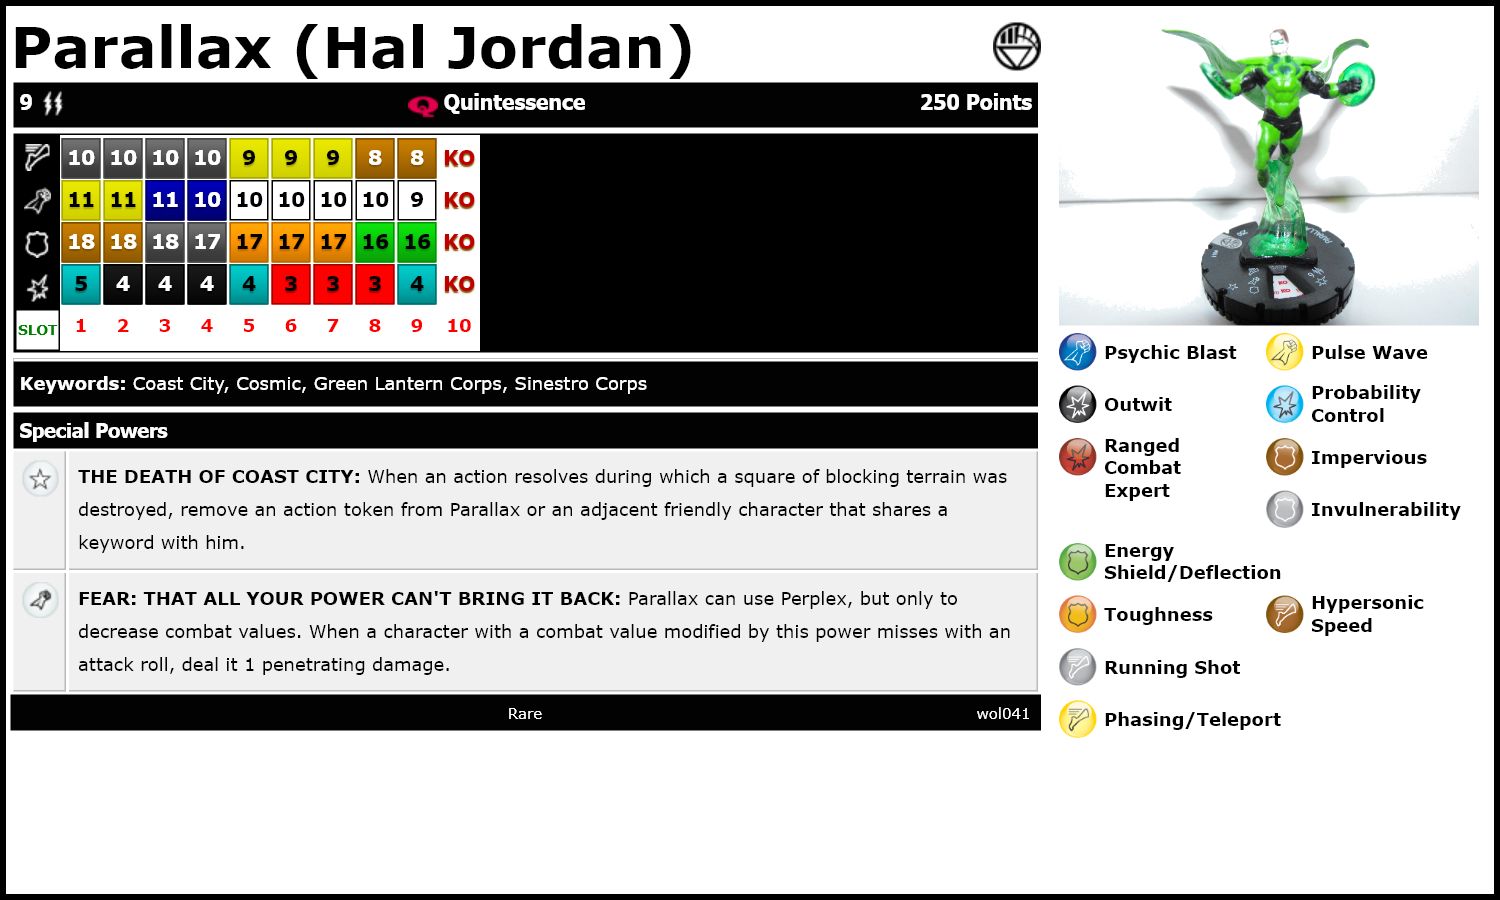 Parallax (Hal Jordan)
9 Quintessence 250 Points
10 10 10 10 9 9 9 8 8 KO
11 11 11 10 10 10 10 10 9 KO
18 18 18 17 17 17 17 16 16 KO
5 4 4 4 4 3 3 3 4 KO
SLOT 1 2 3 4 5 6 7 8 9 10
Keywords: Coast City, Cosmic, Green Lantern Corps, Sinestro Corps
Special Powers
THE DEATH OF COAST CITY: When an action resolves during which a square of blocking terrain was
destroyed, remove an action token from Parallax or an adjacent friendly character that shares a
keyword with him.
FEAR: THAT ALL YOUR POWER CAN'T BRING IT BACK: Parallax can use Perplex, but only to
decrease combat values. When a character with a combat value modified by this power misses with an
attack roll, deal it 1 penetrating damage.
Rare wol041
KO
KO
Psychic Blast
Pulse Wave
Outwit
Probability
Control
Ranged
Combat
Expert
Impervious
Invulnerability
Energy
Shield/Deflection
Toughness
Hypersonic
Speed
Running Shot
Phasing/Teleport